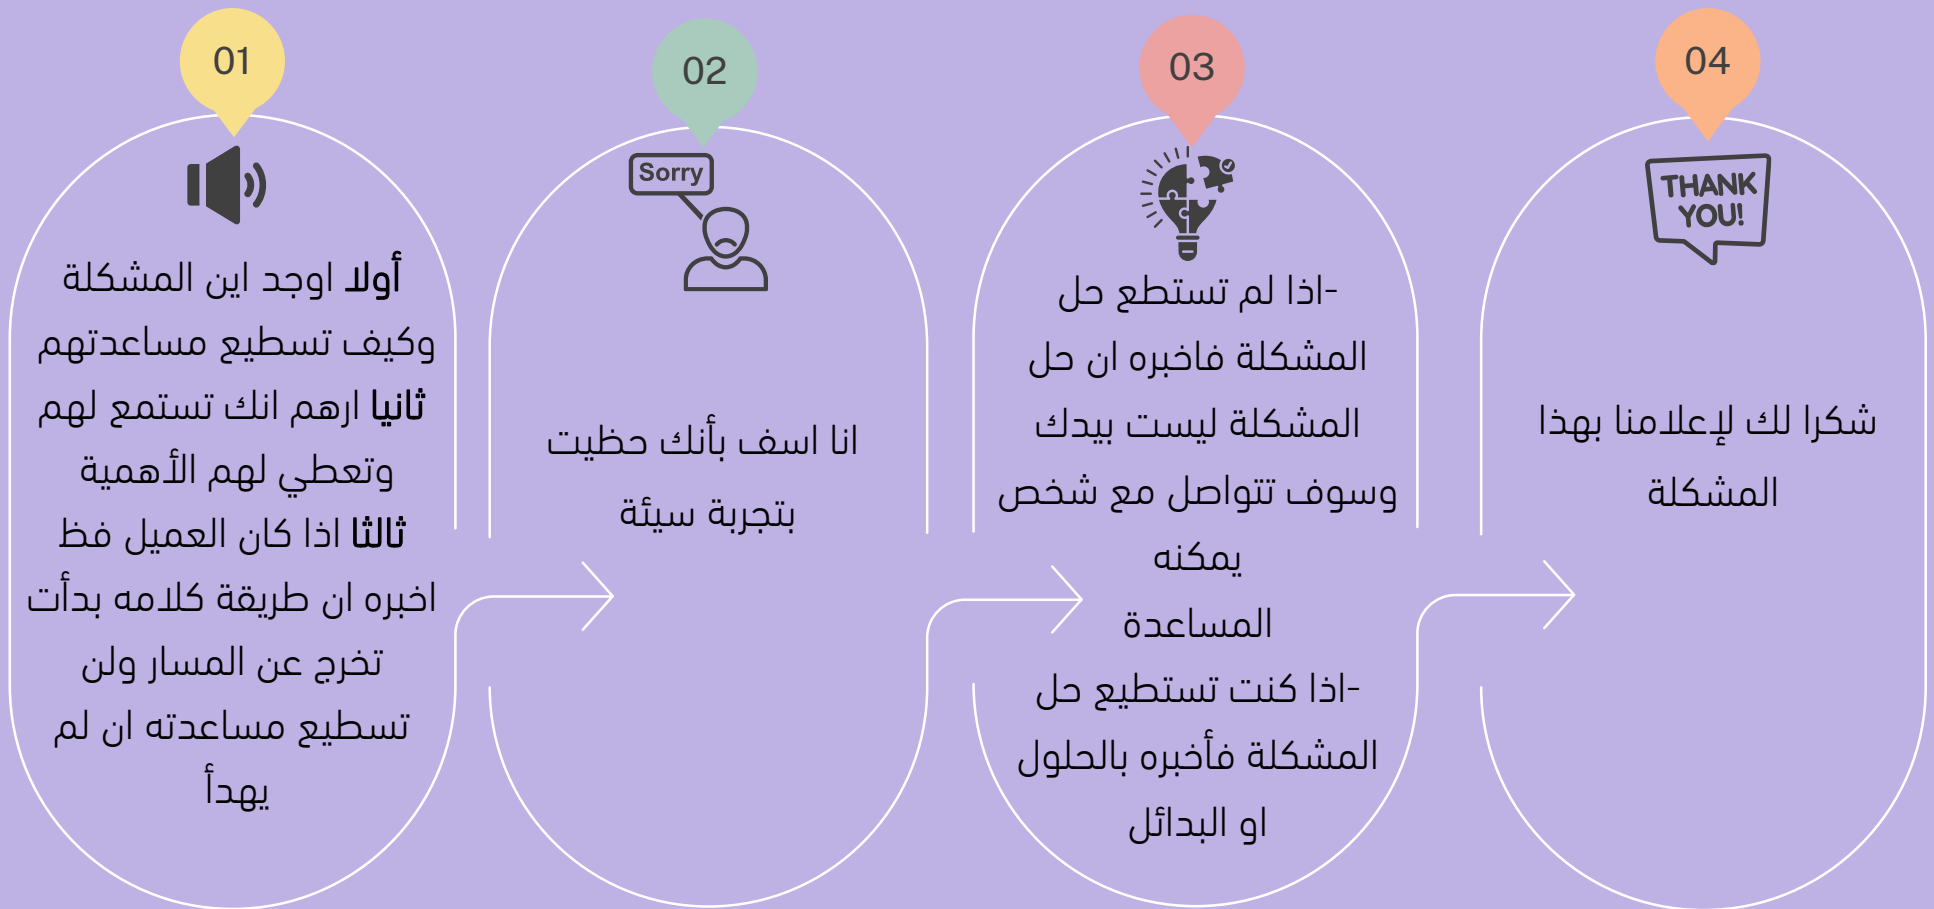 01
أولا اوجد اين المشكلة
وكيف تسطيع مساعدتهم
ثانيا ارهم انك تستمع لهم
وتعطي لهم الأهمية
ثالثا اذا كان العميل فظ
اخبره ان طريقة كلامه بدأت
تخرج عن المسار ولن
تسطيع مساعدته ان لم
يهدأ
02
Sorry
انا اسف بأنك حظيت
بتجربة سيئة
03
-اذا لم تستطع حل
المشكلة فاخبره ان حل
المشكلة ليست بيدك
وسوف تتواصل مع شخص
يمكنه
المساعدة
-اذا كنت تستطيع حل
المشكلة فأخبره بالحلول
او البدائل
04
THANK
YOU!
شكرا لك لإعلامنا بهذا
المشكلة